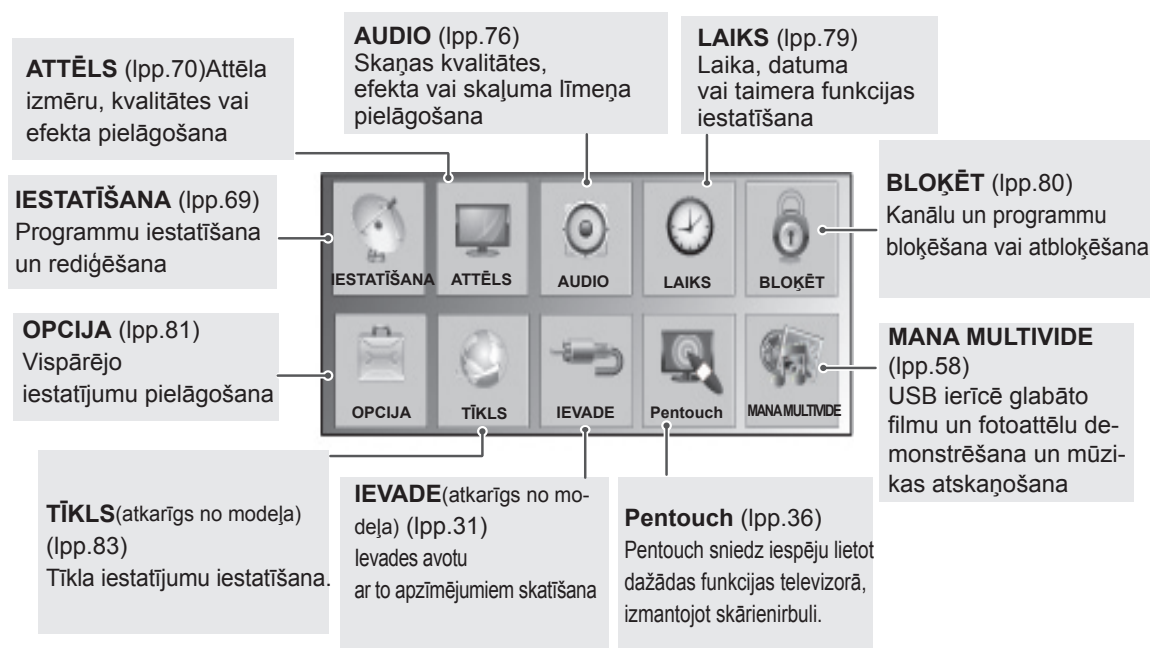 ATTĒLS (lpp.70)Attēla
izmēru, kvalitātes vai
efekta pielāgošana
AUDIO (lpp.76)
Skaņas kvalitātes,
efekta vai skaļuma līmeņa
pielāgošana
LAIKS (lpp.79)
Laika, datuma
vai taimera funkcijas
iestatīšana
IESTATĪŠANA (lpp.69)
Programmu iestatīšana
un rediģēšana
BLOĶĒT (lpp.80)
Kanālu un programmu
bloķēšana vai atbloķēšana
IESTATĪŠANA
ATTĒLS
AUDIO
LAIKS
BLOĶĒT
OPCIJA (lpp.81)
Vispārējo
iestatījumu pielāgošana
MANA MULTIVIDE
(lpp.58)
USB ierīcē glabāto
filmu un fotoattēlu de-
monstrēšana un mūzi-
kas atskaņošana
OPCIJA
TĪKLS
IEVADE
Pentouch
MANA MULTIVIDE
TĪKLS(atkarīgs no modeļa)
(lpp.83)
Tīkla iestatījumu iestatīšana.
IEVADE(atkarīgs no mo-
deļa) (lpp.31)
Ievades avotu
ar to apzīmējumiem skatīšana
Pentouch (lpp.36)
Pentouch sniedz iespēju lietot
dažādas funkcijas televizorā,
izmantojot skārienirbuli.